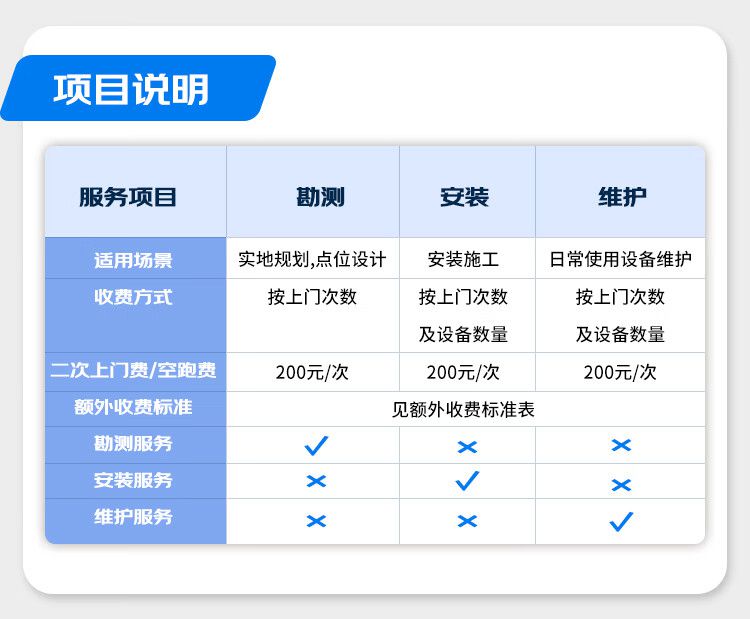 项目说明
服务项目 勘测 安装 维护
适用场景 实地规划,点位设计 安装施工 日常使用设备维护
收费方式 按上门次数 按上门次数 按上门次数
及设备数量 及设备数量
二次上门费/空跑费 200元/次 200元/次 200元/次
额外收费标准 见额外收费标准表
勘测服务
安装服务
维护服务